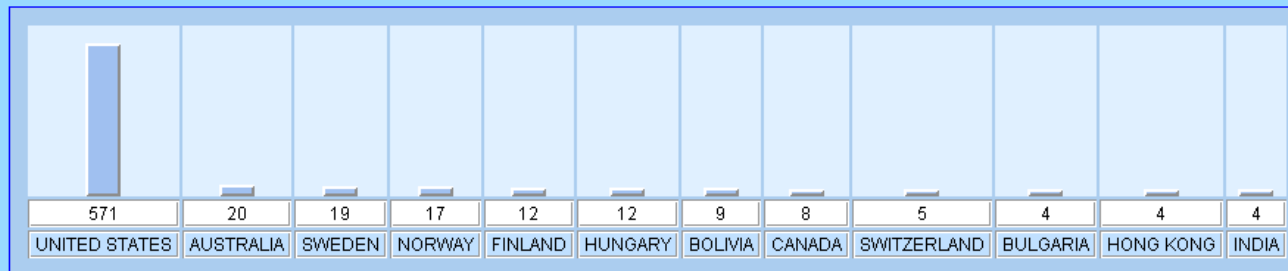 571 20 19 17 12 12 9 8 5 4 4 4
UNITED STATES AUSTRALIA SWEDEN NORWAY FINLAND HUNGARY BOLIVIA CANADA SWITZERLAND BULGARIA HONG KONG INDIA